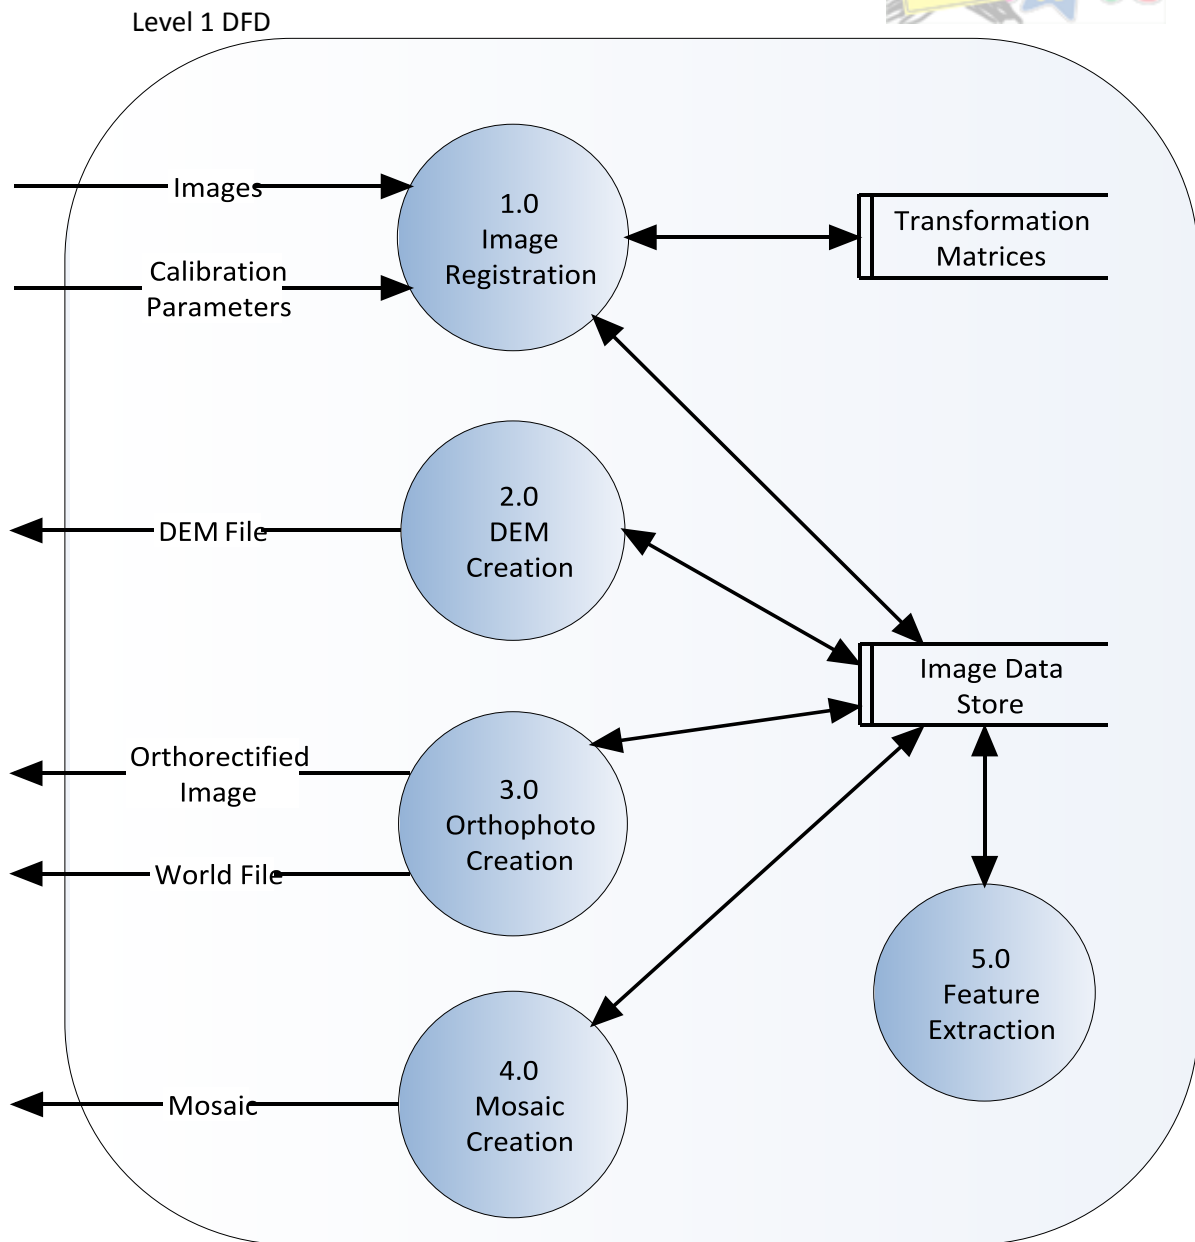 Level 1 DFD
Images
Calibration
Parameters
1.0
Image
Registration
Transformation
Matrices
DEM File
2.0
DEM
Creation
Image Data
Store
Orthorectified
Image
World File
3.0
Orthophoto
Creation
5.0
Feature
Extraction
Mosaic
4.0
Mosaic
Creation